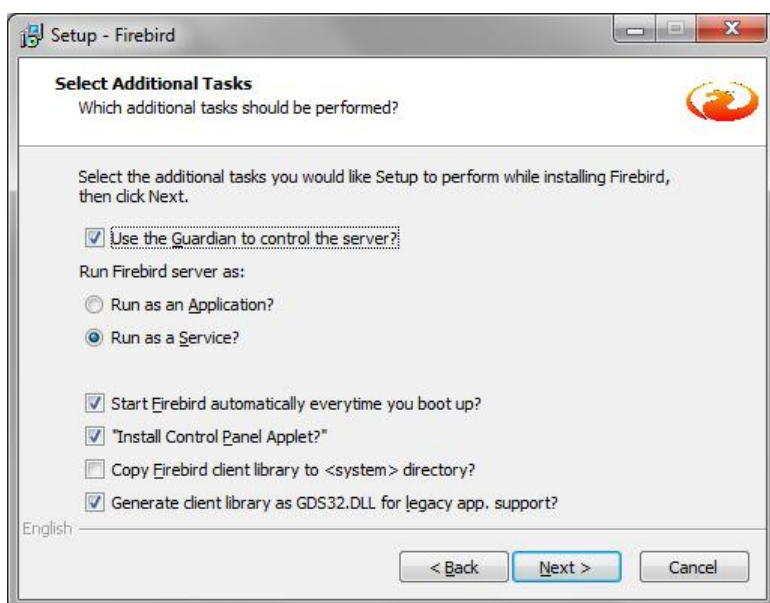 Setup - Firebird
Select Additional Tasks
Which additional tasks should be performed?
Select the additional tasks you would like Setup to perform while installing Firebird,
then click Next.
Use the Guardian to control the server?
Run Firebird server as:
Run as an Application?
Run as a Service?
Start Firebird automatically everytime you boot up?
"Install Control Panel Applet?"
Copy Firebird client library to <system> directory?
Generate client library as GDS32.DLL for legacy app. support?
English
< Back
Next >
Cancel